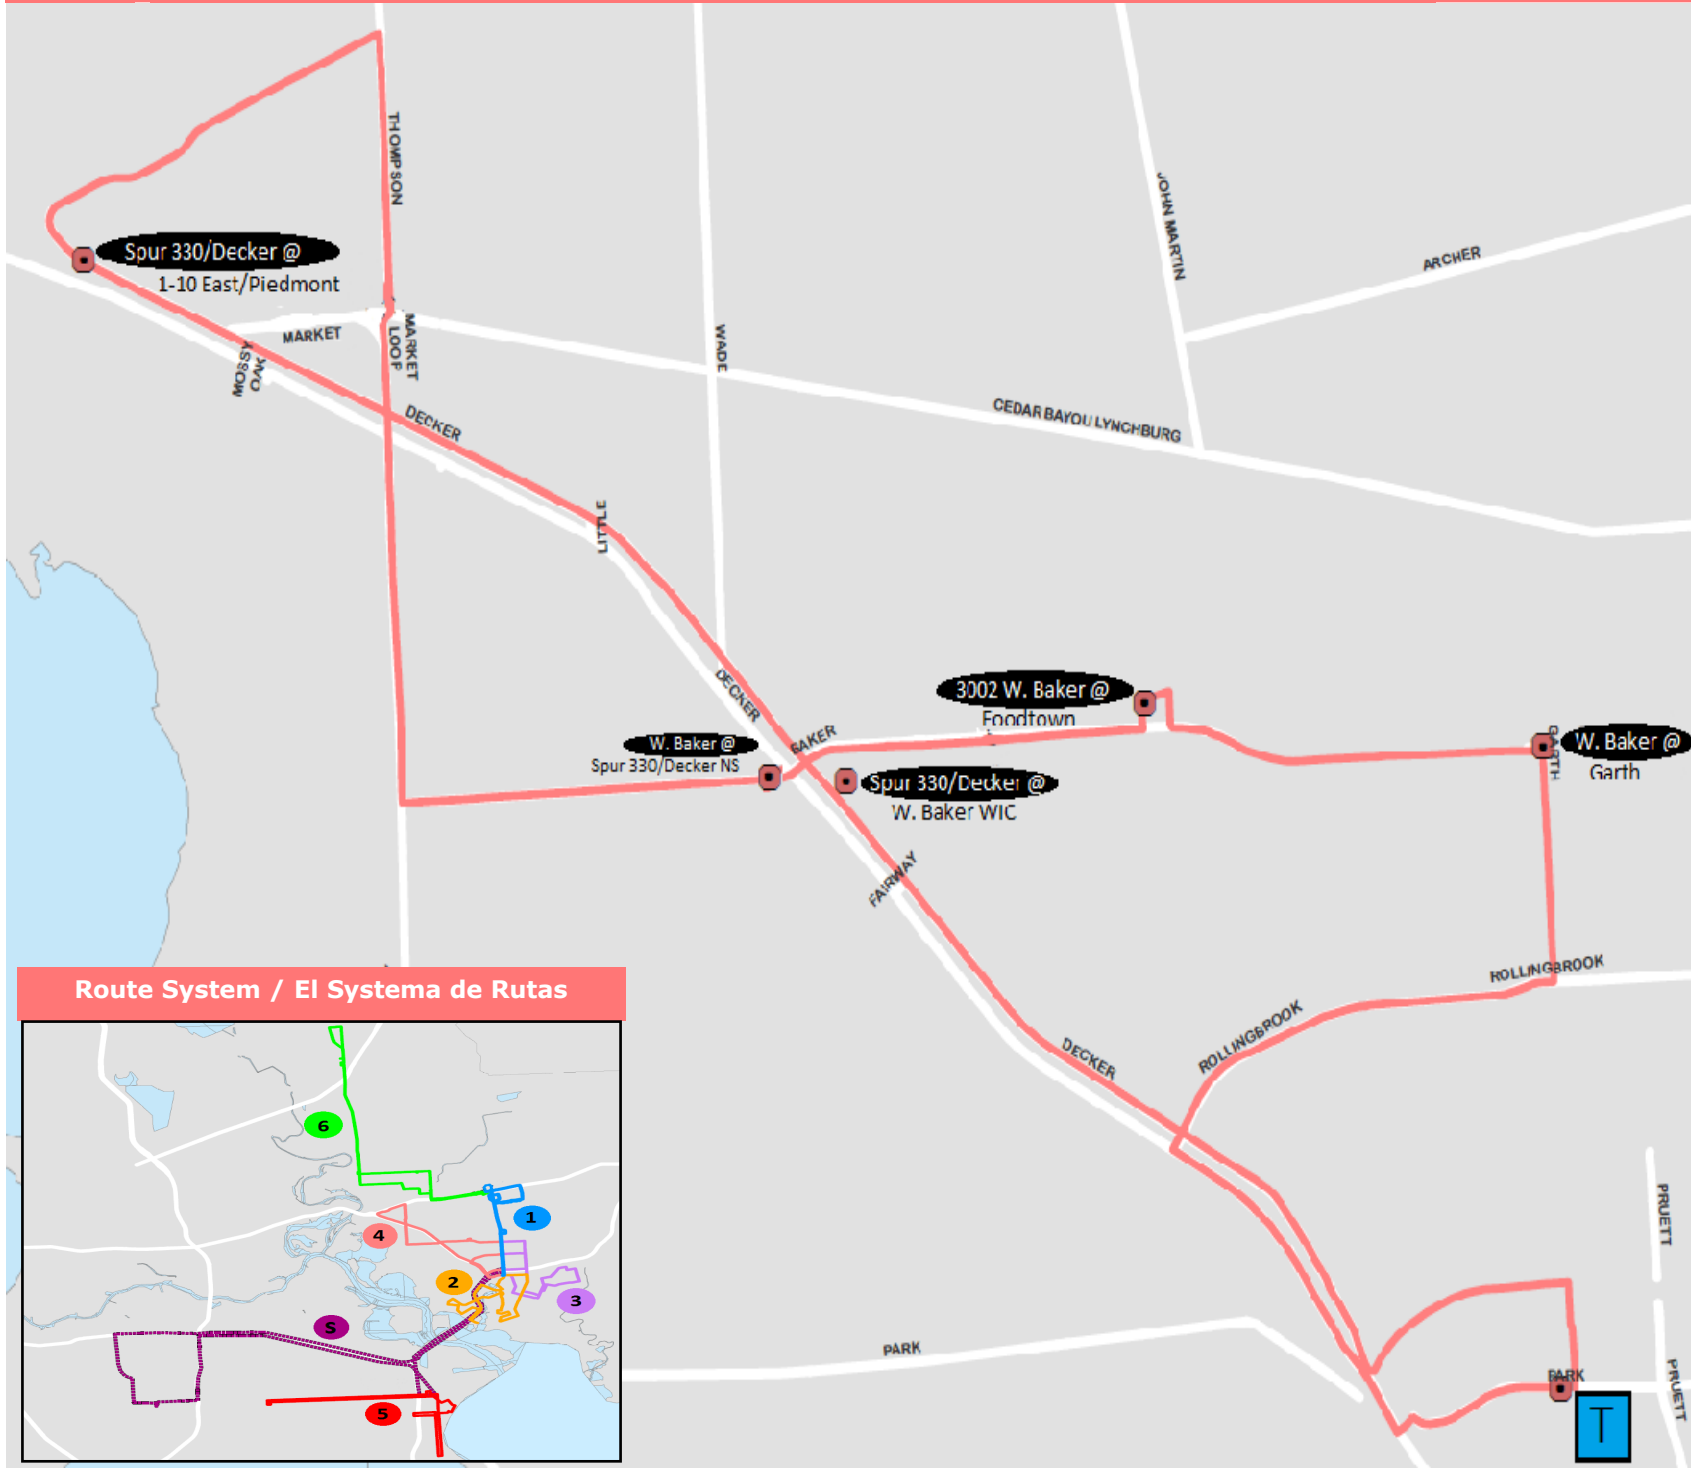 THOMPSON
JOHN MARTIN
ARCHER
Spur 330/Decker @
1-10 East/Piedmont
MARKET
MARKET
LOOP
MOSSY
OAK
WADE
DECKER
CEDAR BAYOU LYNCHBURG
LITTLE
DECKER
3002 W. Baker @
Foodtown
BAKER
W. Baker @
Spur 330/Decker NS
GARTH
W. Baker @
Garth
Spur 330/Decker @
W. Baker WIC
FAIRWAY
ROLLINGBROOK
ROLLINGBROOK
DECKER
Route System / El Systema de Rutas
6
1
4
2
3
S
5
PRUETT
PARK
PARK
PRUETT
T